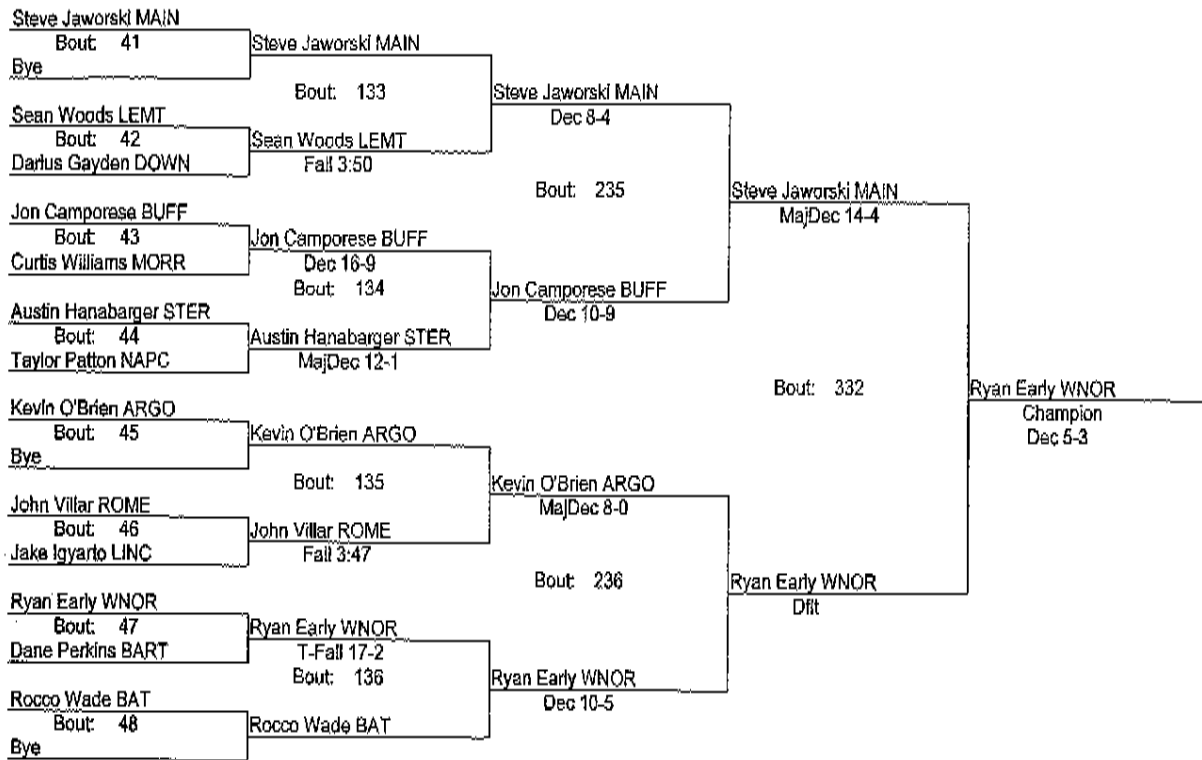 Steve Jaworski MAIN
Bout: 41
Bye
Sean Woods LEMT
Bout: 42
Darius Gayden DOWN
Jon Camporese BUFF
Bout: 43
Curtis Williams MORR
Austin Hanabarger STER
Bout: 44
Taylor Patton NAPC
Kevin O'Brien ARGO
Bout: 45
Bye
John Villar ROME
Bout: 46
Jake Igyarto LINC
Ryan Early WNOR
Bout: 47
Dane Perkins BART
Rocco Wade BAT
Bout: 48
Bye
Steve Jaworski MAIN
Bout: 133
Sean Woods LEMT
Fall 3:50
Jon Camporese BUFF
Dec 16-9
Bout: 134
Austin Hanabarger STER
MajDec 12-1
Kevin O'Brien ARGO
Bout: 135
John Villar ROME
Fall 3:47
Ryan Early WNOR
T-Fall 17-2
Bout: 136
Rocco Wade BAT
Steve Jaworski MAIN
Dec 8-4
Bout: 235
Jon Camporese BUFF
Dec 10-9
Kevin O'Brien ARGO
MajDec 8-0
Bout: 236
Ryan Early WNOR
Dec 10-5
Steve Jaworski MAIN
MajDec 14-4
Bout: 332
Ryan Early WNOR
Dflt
Ryan Early WNOR
Champion
Dec 5-3